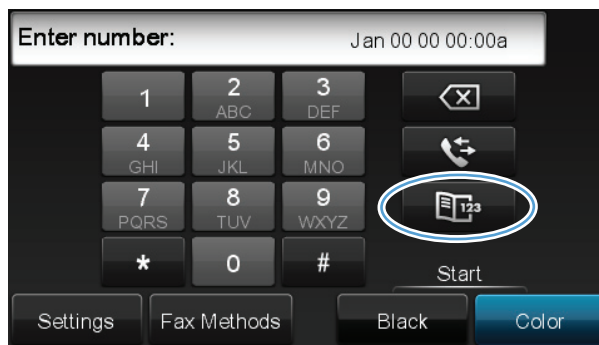 Enter number: Jan 00 00 00:00a
1 2 3
ABC DEF
4 5 6
GHI JKL MNO
7 8 9
PQRS TUV WXYZ
123
* 0 #
Start
Settings Fax Methods Black Color